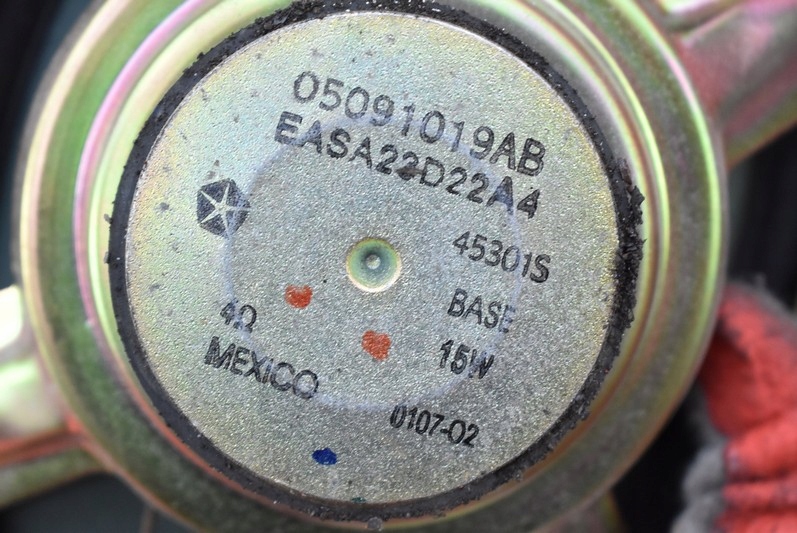 05091019AB
EASA22D22A4
45301S
4Ω
BASE
MEXICO
15W
0107-02